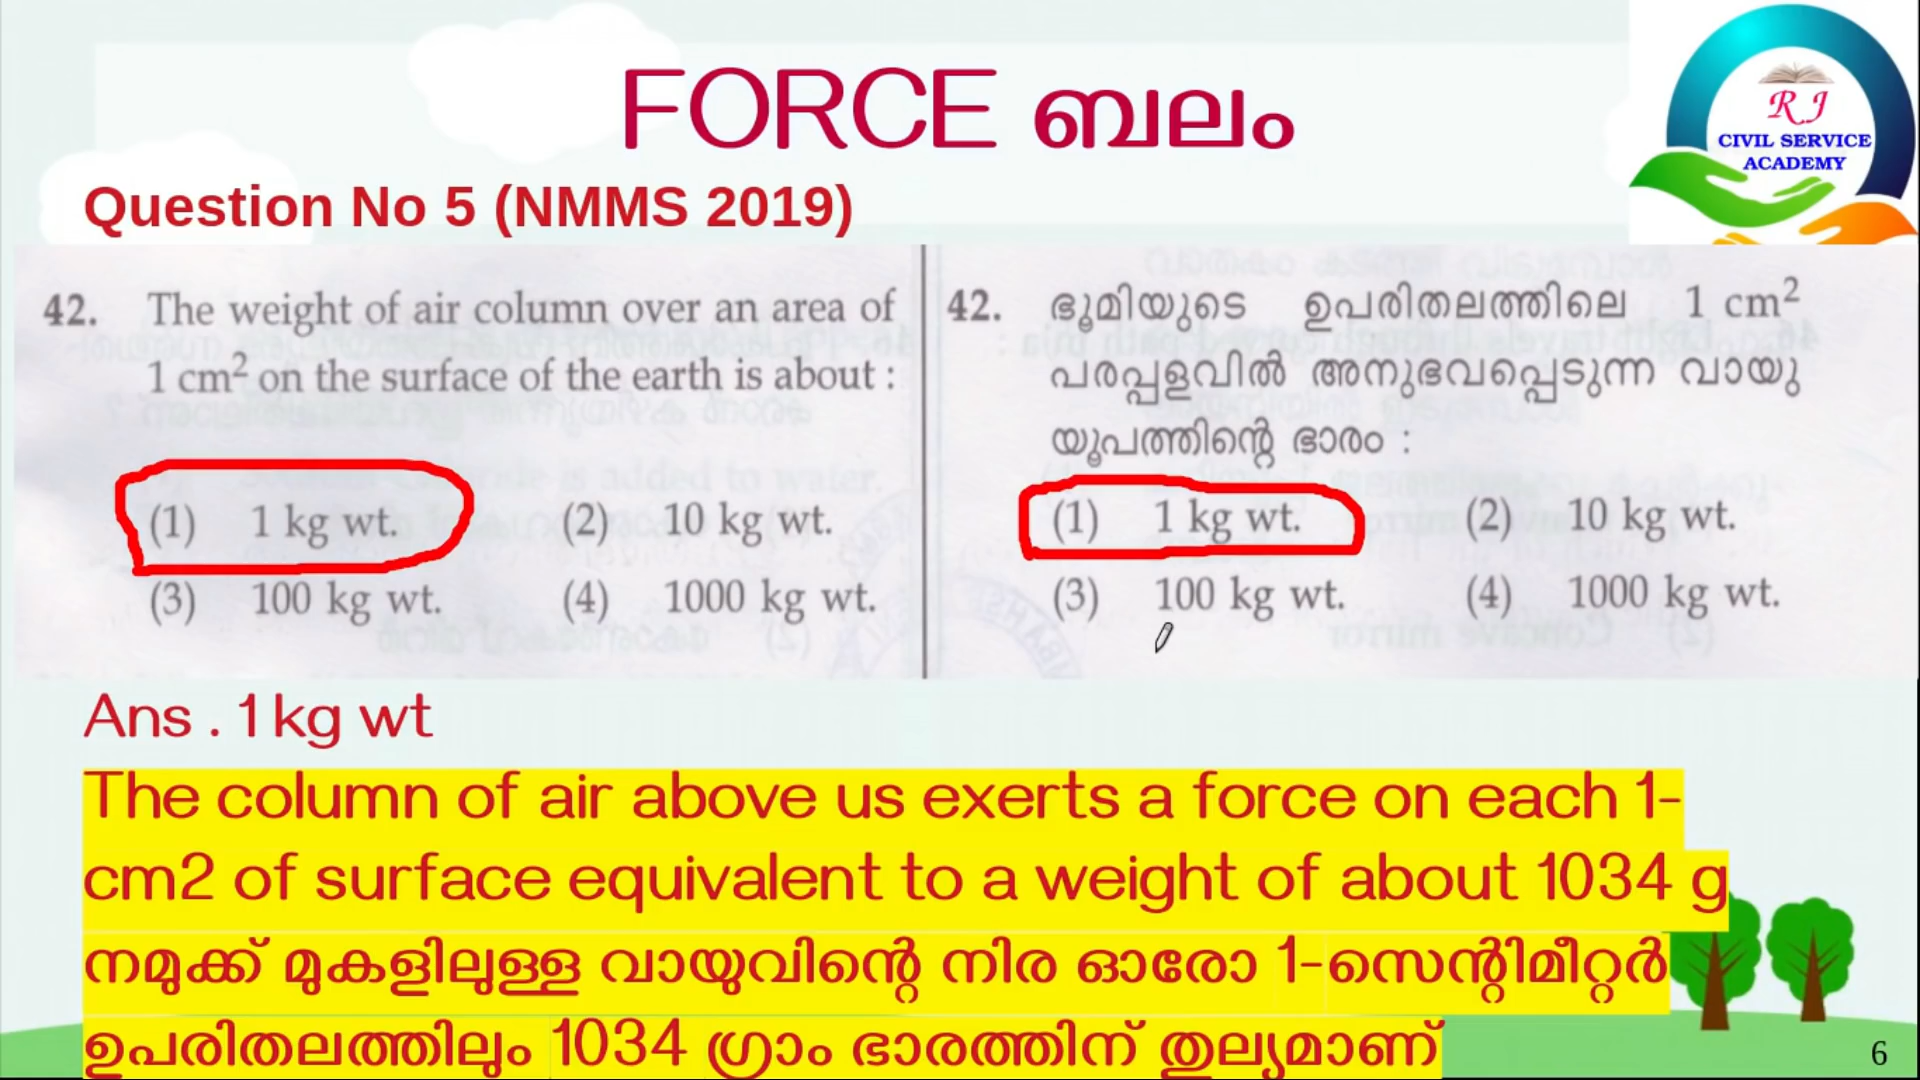 FORCE ബലം
R J
CIVIL SERVICE
ACADEMY
Question No 5 (NMMS 2019)
42. The weight of air column over an area of
1 cm² on the surface of the earth is about :
(1) 1 kg wt. (2) 10 kg wt.
(3) 100 kg wt. (4) 1000 kg wt.
42. ഭൂമിയുടെ ഉപരിതലത്തിലെ 1 cm²
പരപ്പളവിൽ അനുഭവപ്പെടുന്ന വായു
യൂപത്തിന്റെ ഭാരം :
(1) 1 kg wt. (2) 10 kg wt.
(3) 100 kg wt. (4) 1000 kg wt.
Ans . 1 kg wt
The column of air above us exerts a force on each 1-
cm2 of surface equivalent to a weight of about 1034 g
നമുക്ക് മുകളിലുള്ള വായുവിന്റെ നിര ഓരോ 1-സെന്റിമീറ്റർ
ഉപരിതലത്തിലും 1034 ഗ്രാം ഭാരത്തിന് തുല്യമാണ്
6